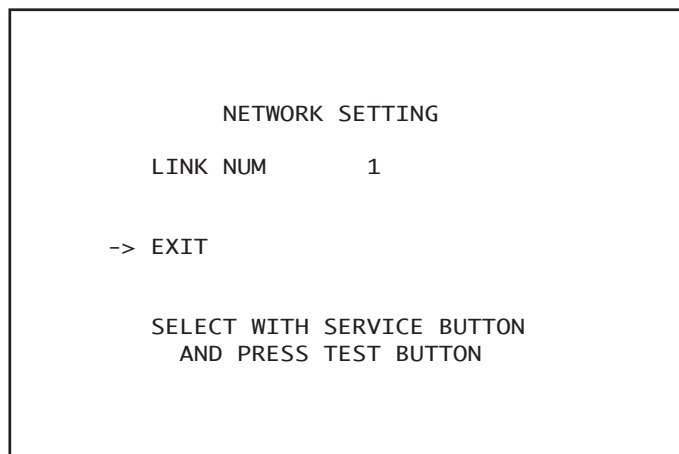 NETWORK SETTING
LINK NUM 1
-> EXIT
SELECT WITH SERVICE BUTTON
AND PRESS TEST BUTTON